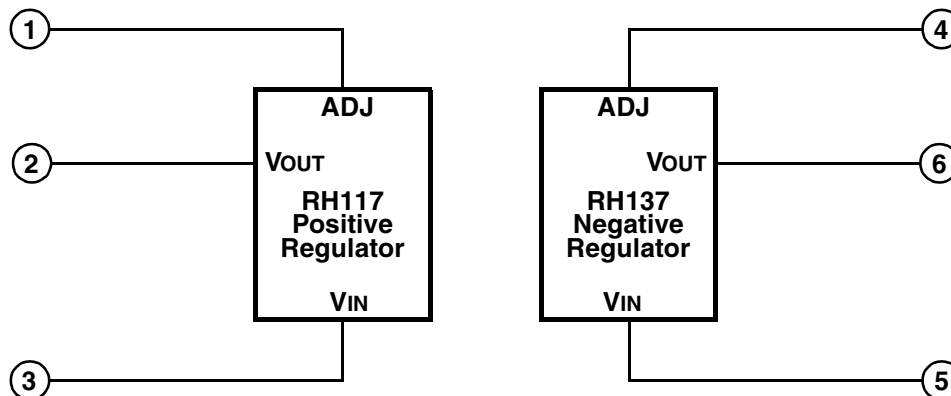 1
4
ADJ
ADJ
2
VOUT
VOUT
6
RH117
Positive
Regulator
RH137
Negative
Regulator
VIN
VIN
3
5